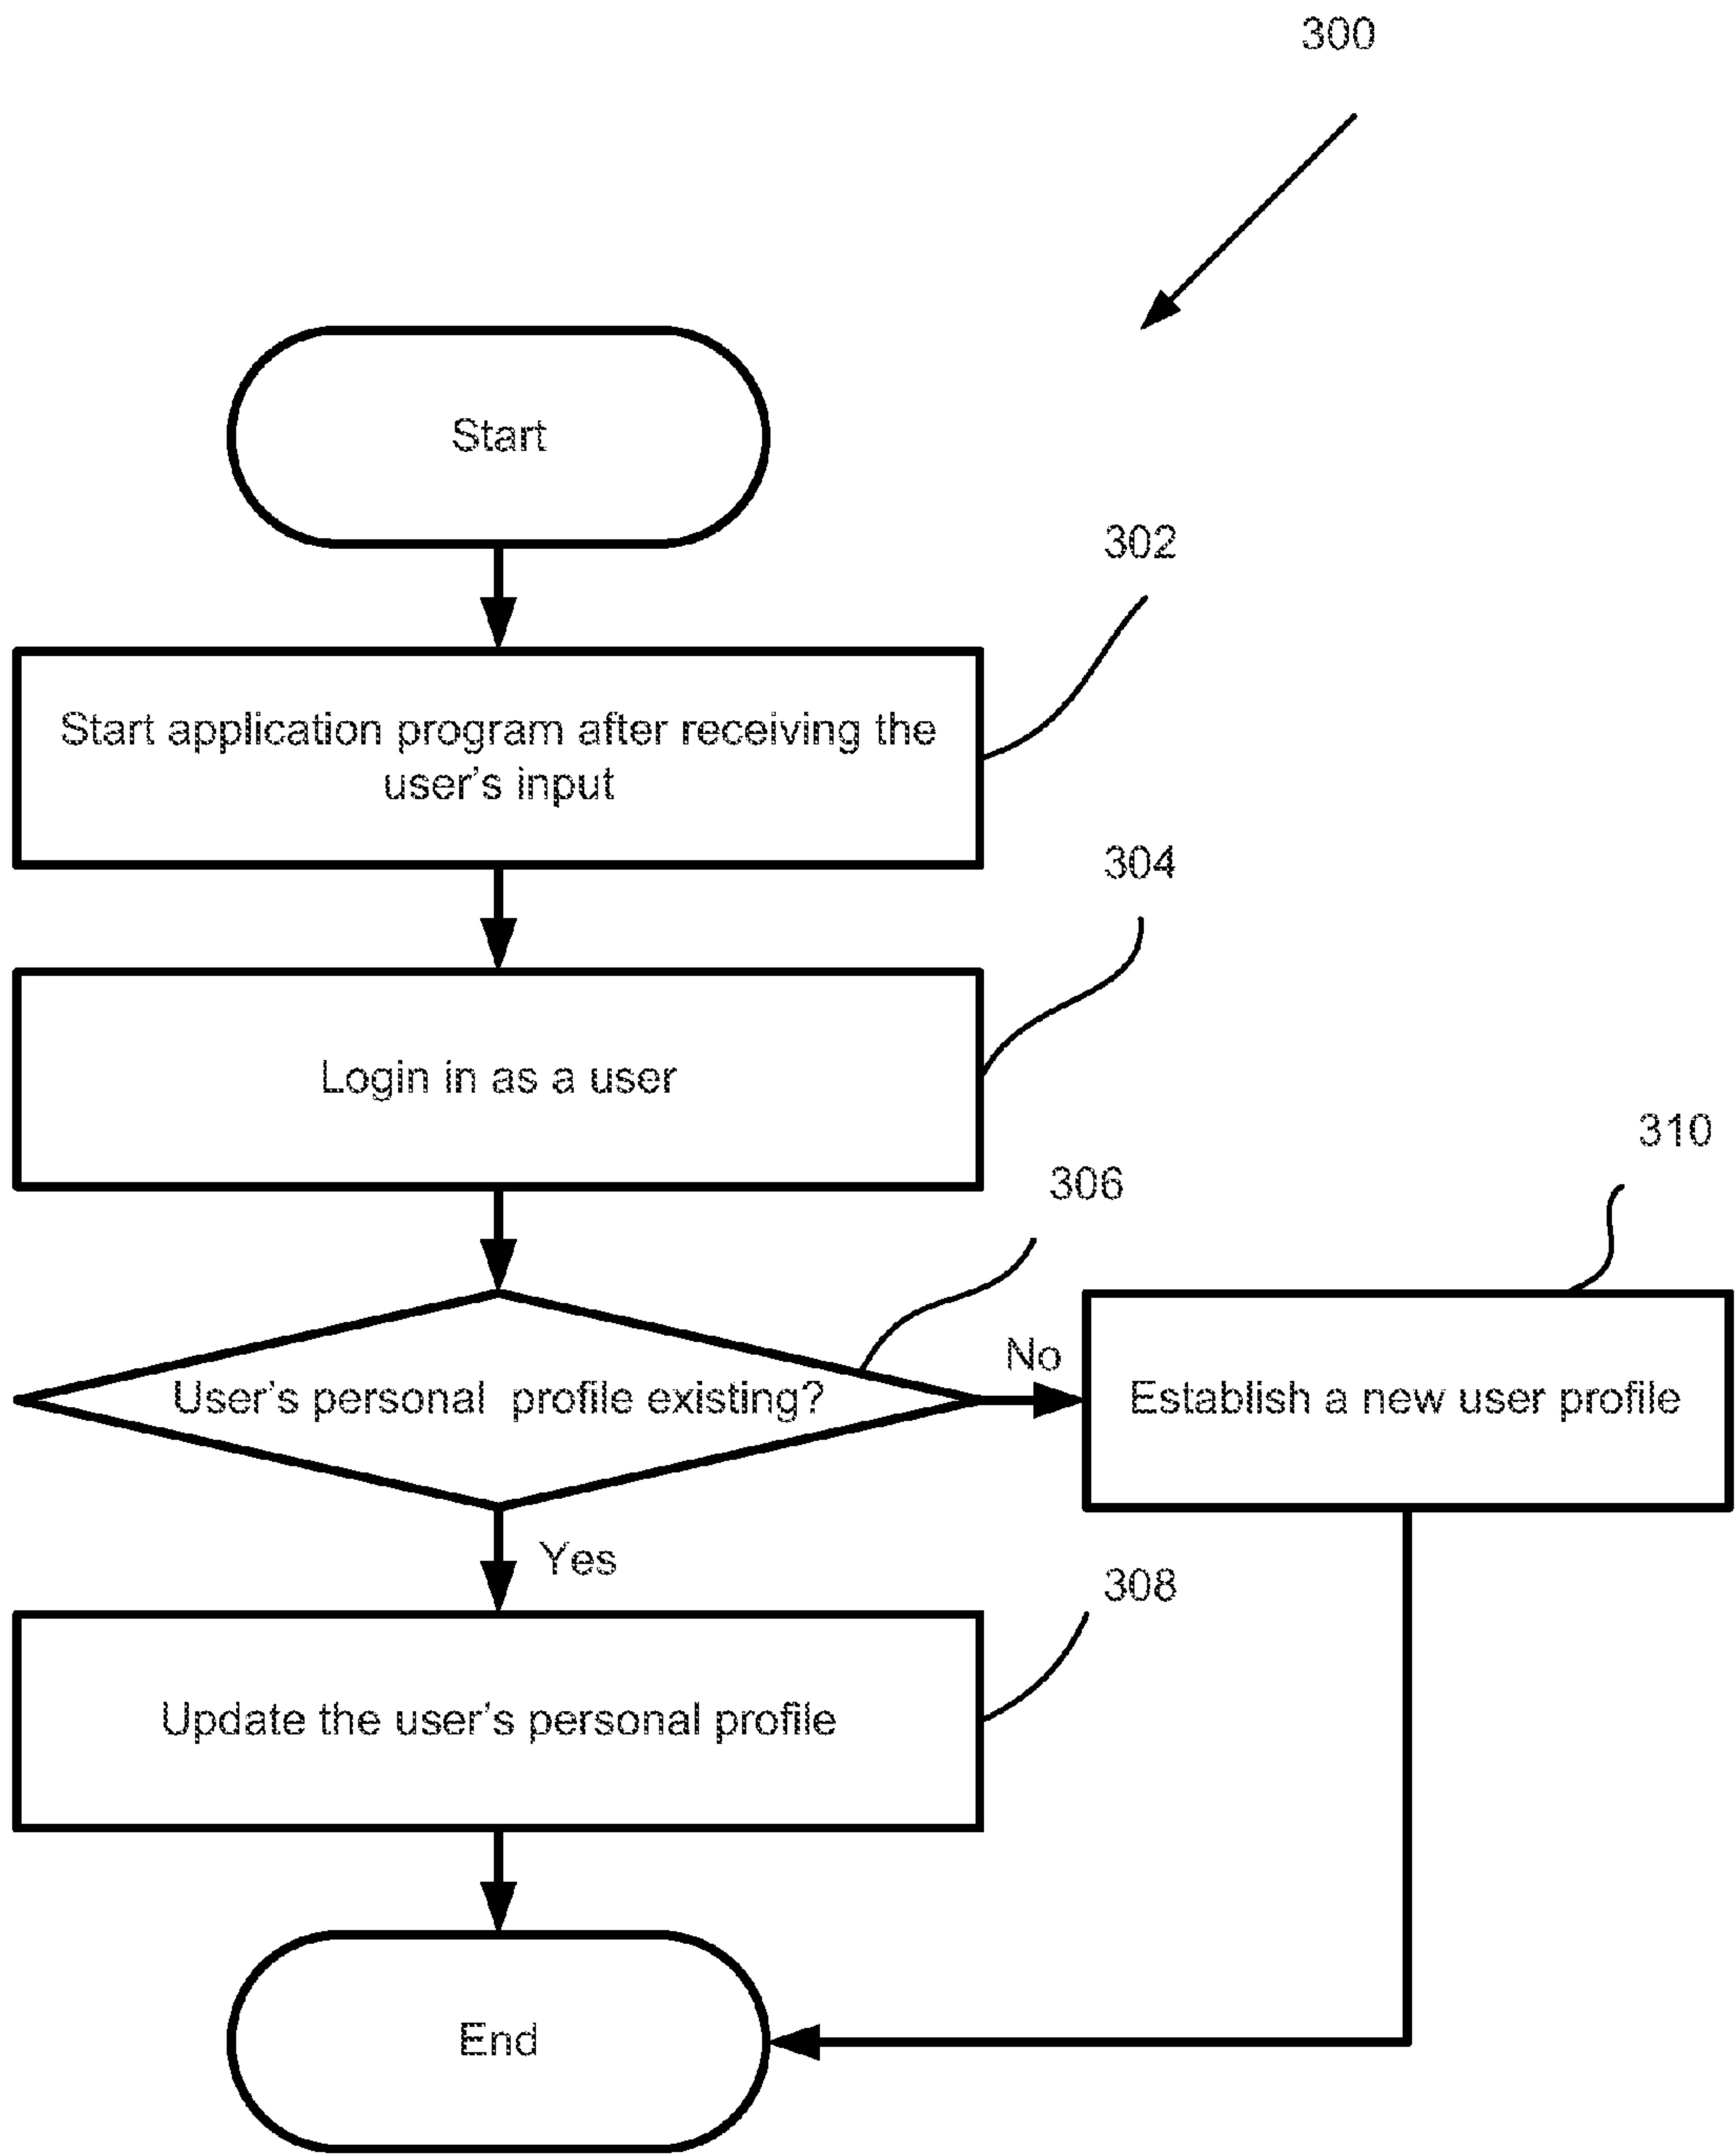 300
Start
302
Start application program after receiving the
user's input
304
Login in as a user
310
306
No
User's personal profile existing?
Establish a new user profile
Yes
308
Update the user's personal profile
End